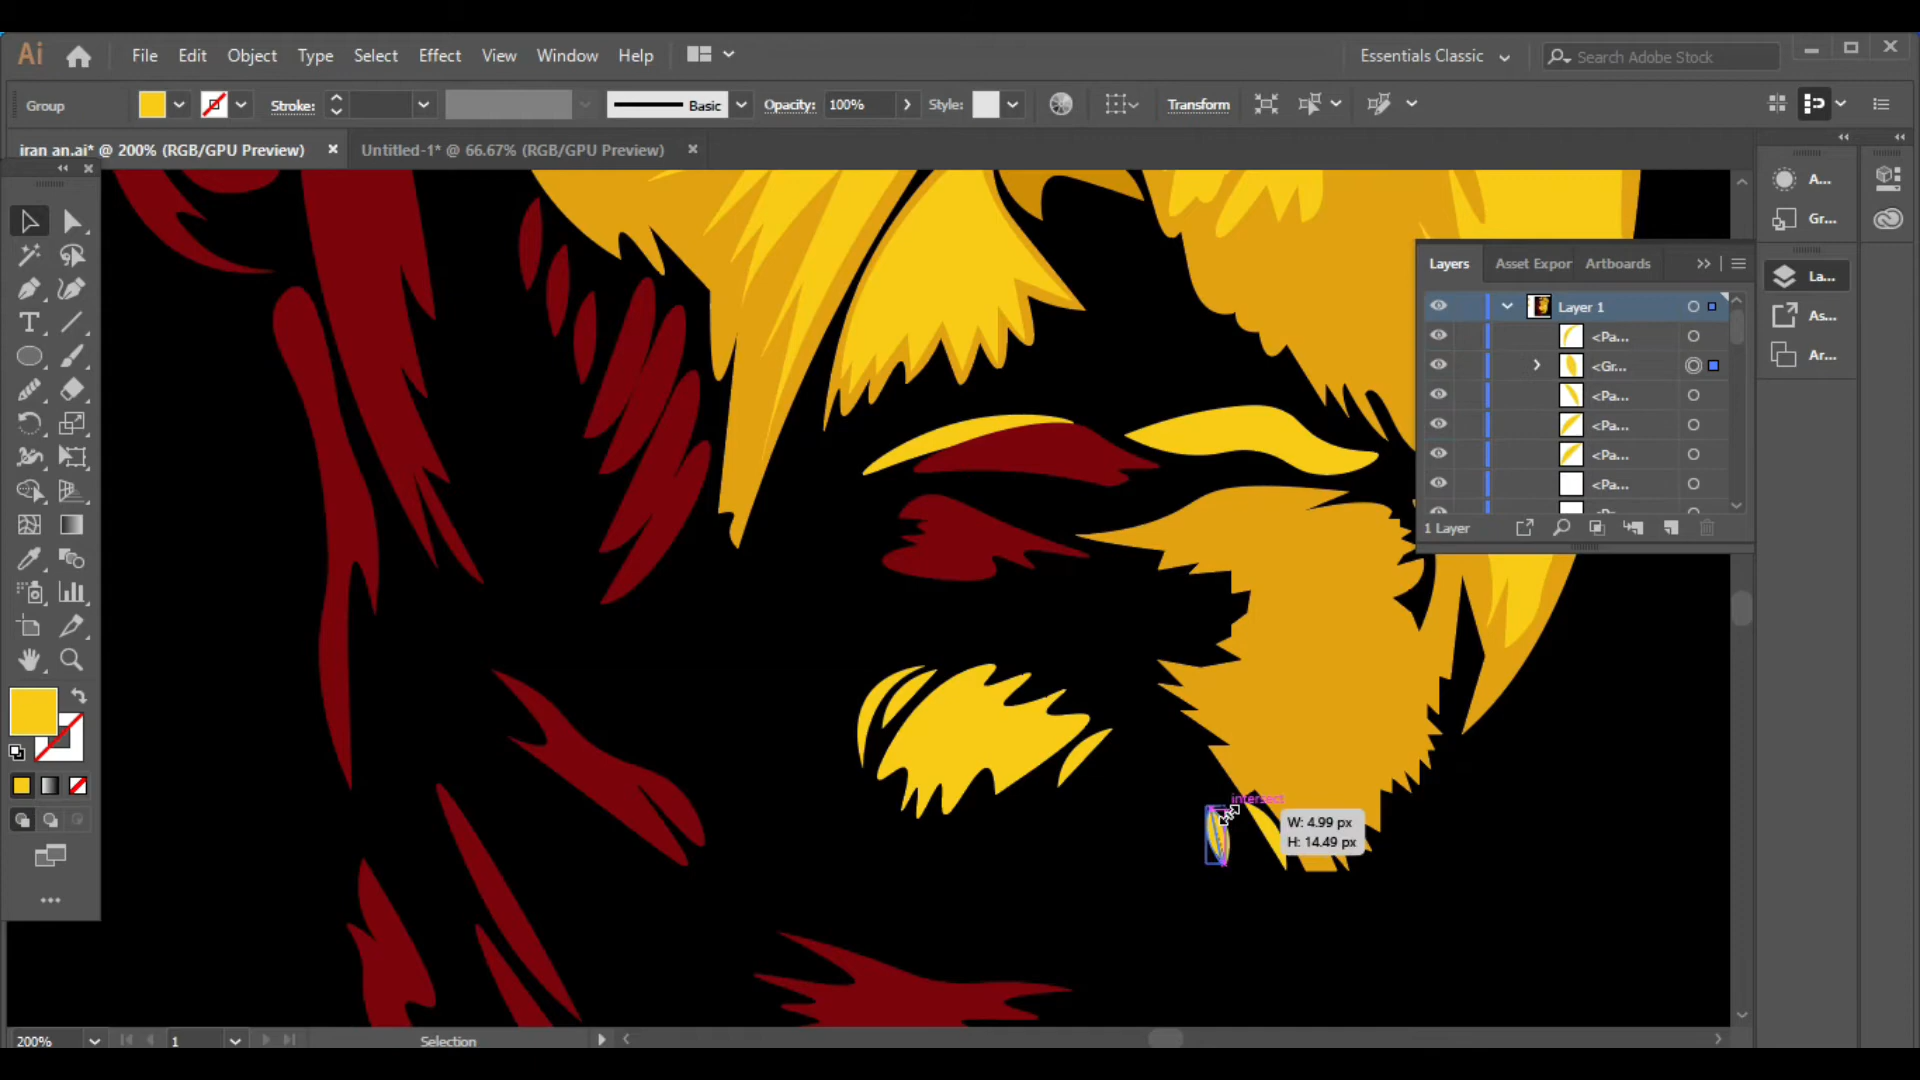 Ai File Edit Object Type Select Effect View Window Help Essentials Classic Search Adobe Stock
Group Stroke: Basic Opacity: 100% Style: Transform
iran an.ai* @ 200% (RGB/GPU Preview) Untitled-1* @ 66.67% (RGB/GPU Preview)
A...
Gr...
La...
As...
Ar...
Layers Asset Expor Artboards
Layer 1
<Pa...
<Gr...
<Pa...
<Pa...
<Pa...
<Pa...
1 Layer
intersect
W: 4.99 px
H: 14.49 px
200% 1 Selection